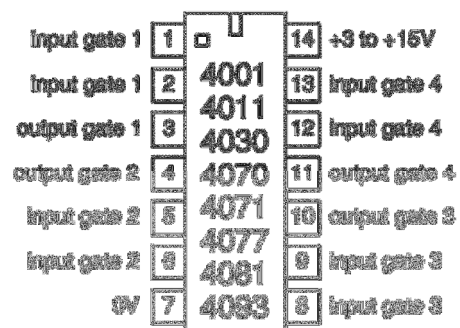 input gate 1 1 14 +3 to +15V
input gate 1 2 4001 13 input gate 4
output gate 1 3 4011 12 input gate 4
4030
output gate 2 4 4070 11 output gate 4
input gate 2 5 4071 10 output gate 3
input gate 2 6 4077 9 input gate 3
4081
0V 7 4093 8 input gate 3